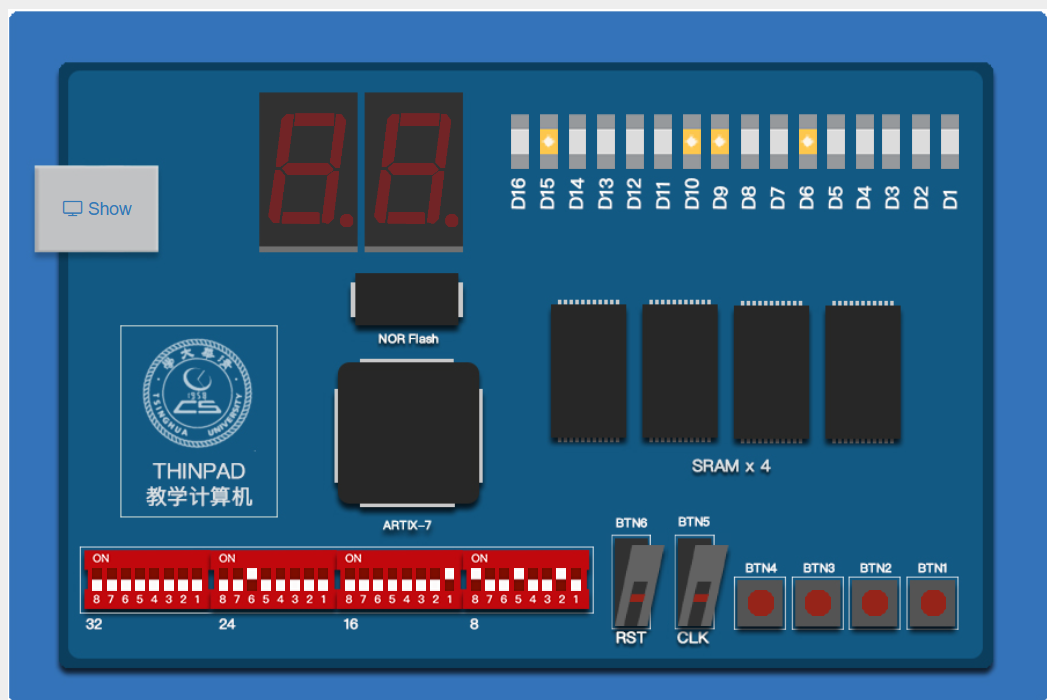 Show
D16 D15 D14 D13 D12 D11 D10 D9 D8 D7 D6 D5 D4 D3 D2 D1
NOR Flash
TSINGHUA UNIVERSITY
1958
CS
THINPAD
教学计算机
ARTIX-7
SRAM x 4
BTN6 BTN5
BTN4 BTN3 BTN2 BTN1
RST CLK
ON ON ON ON
8 7 6 5 4 3 2 1 8 7 6 5 4 3 2 1 8 7 6 5 4 3 2 1 8 7 6 5 4 3 2 1
32 24 16 8